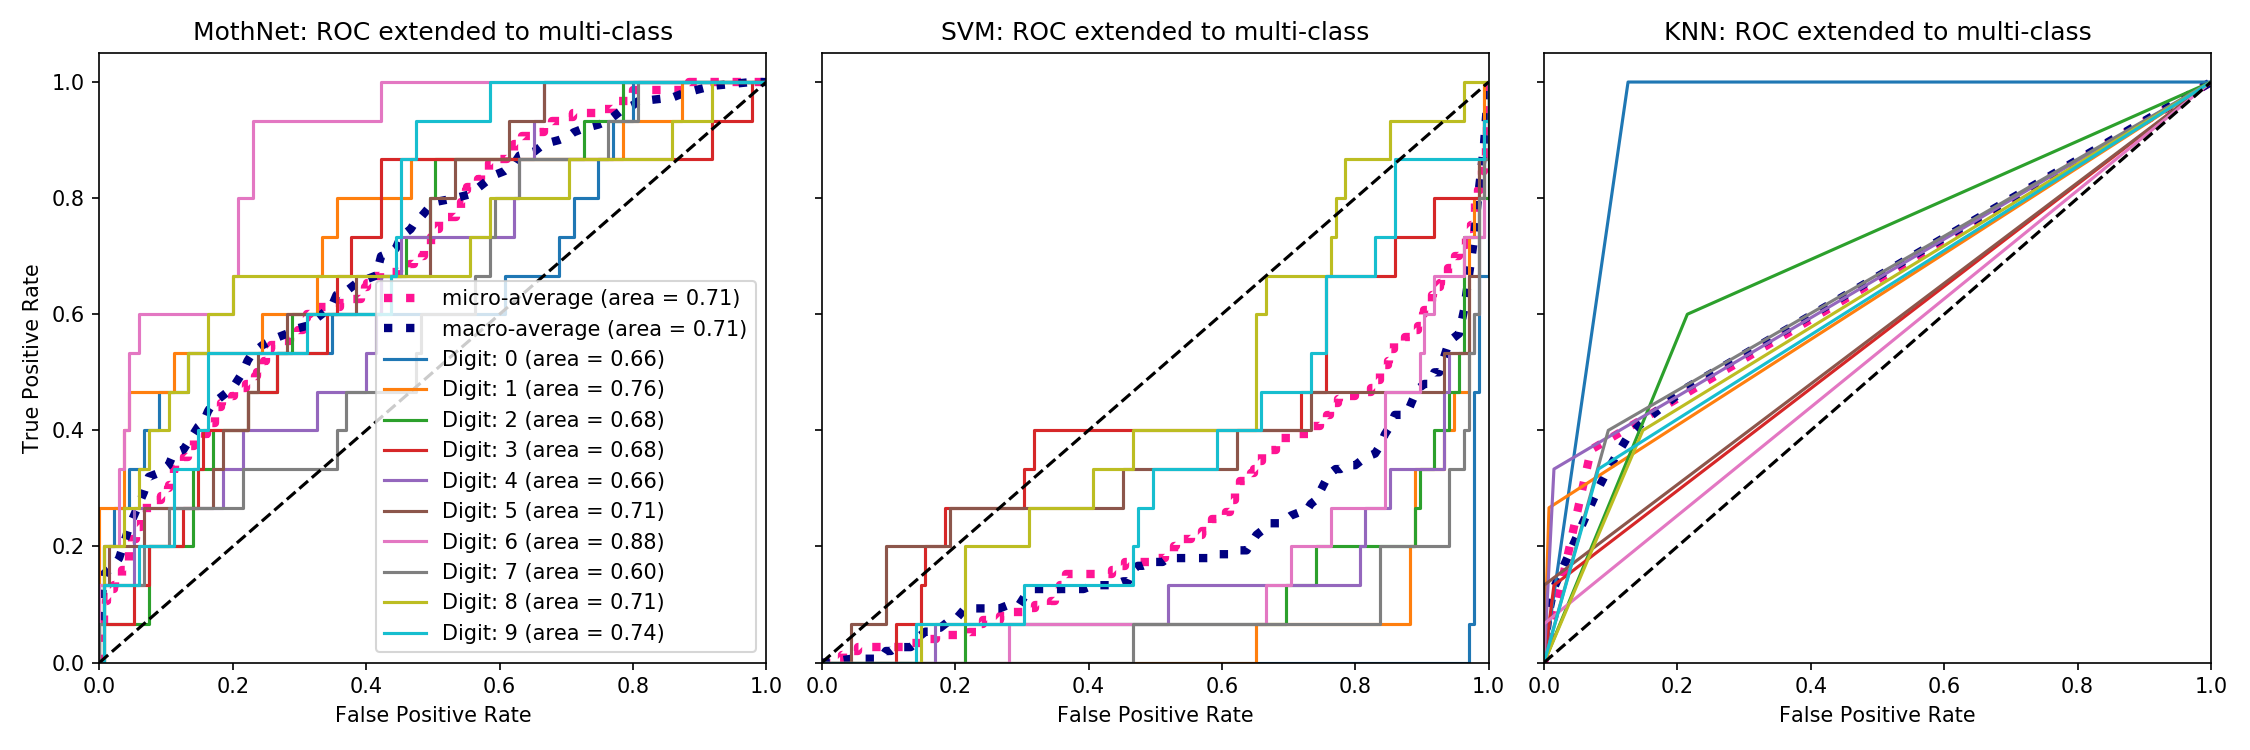 MothNet: ROC extended to multi-class
True Positive Rate
1.0
0.8
0.6
0.4
0.2
0.0
micro-average (area = 0.71)
macro-average (area = 0.71)
Digit: 0 (area = 0.66)
Digit: 1 (area = 0.76)
Digit: 2 (area = 0.68)
Digit: 3 (area = 0.68)
Digit: 4 (area = 0.66)
Digit: 5 (area = 0.71)
Digit: 6 (area = 0.88)
Digit: 7 (area = 0.60)
Digit: 8 (area = 0.71)
Digit: 9 (area = 0.74)
0.0 0.2 0.4 0.6 0.8 1.0
False Positive Rate
SVM: ROC extended to multi-class
0.0 0.2 0.4 0.6 0.8 1.0
False Positive Rate
KNN: ROC extended to multi-class
0.0 0.2 0.4 0.6 0.8 1.0
False Positive Rate